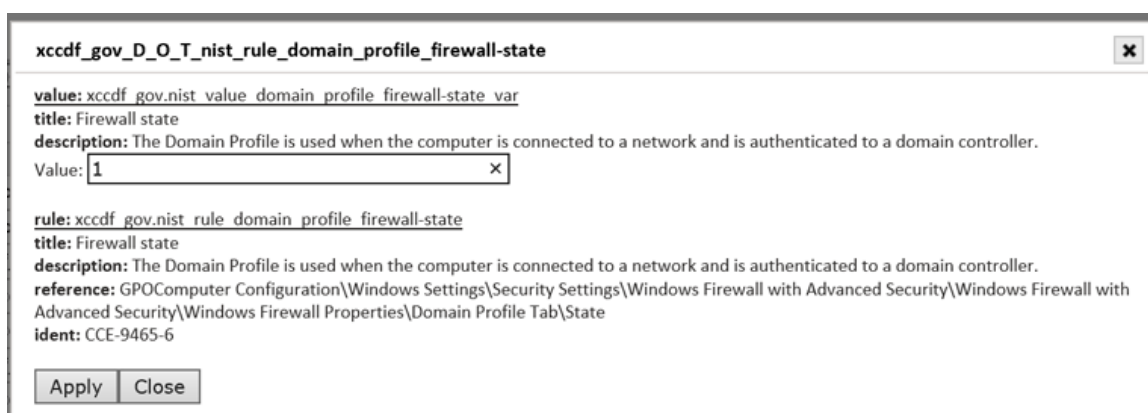 xccdf_gov_D_O_T_nist_rule_domain_profile_firewall-state
value: xccdf_gov.nist_value_domain_profile_firewall-state_var
title: Firewall state
description: The Domain Profile is used when the computer is connected to a network and is authenticated to a domain controller.
Value: 1
rule: xccdf_gov.nist_rule_domain_profile_firewall-state
title: Firewall state
description: The Domain Profile is used when the computer is connected to a network and is authenticated to a domain controller.
reference: GPOComputer Configuration\Windows Settings\Security Settings\Windows Firewall with Advanced Security\Windows Firewall with
Advanced Security\Windows Firewall Properties\Domain Profile Tab\State
ident: CCE-9465-6
Apply Close